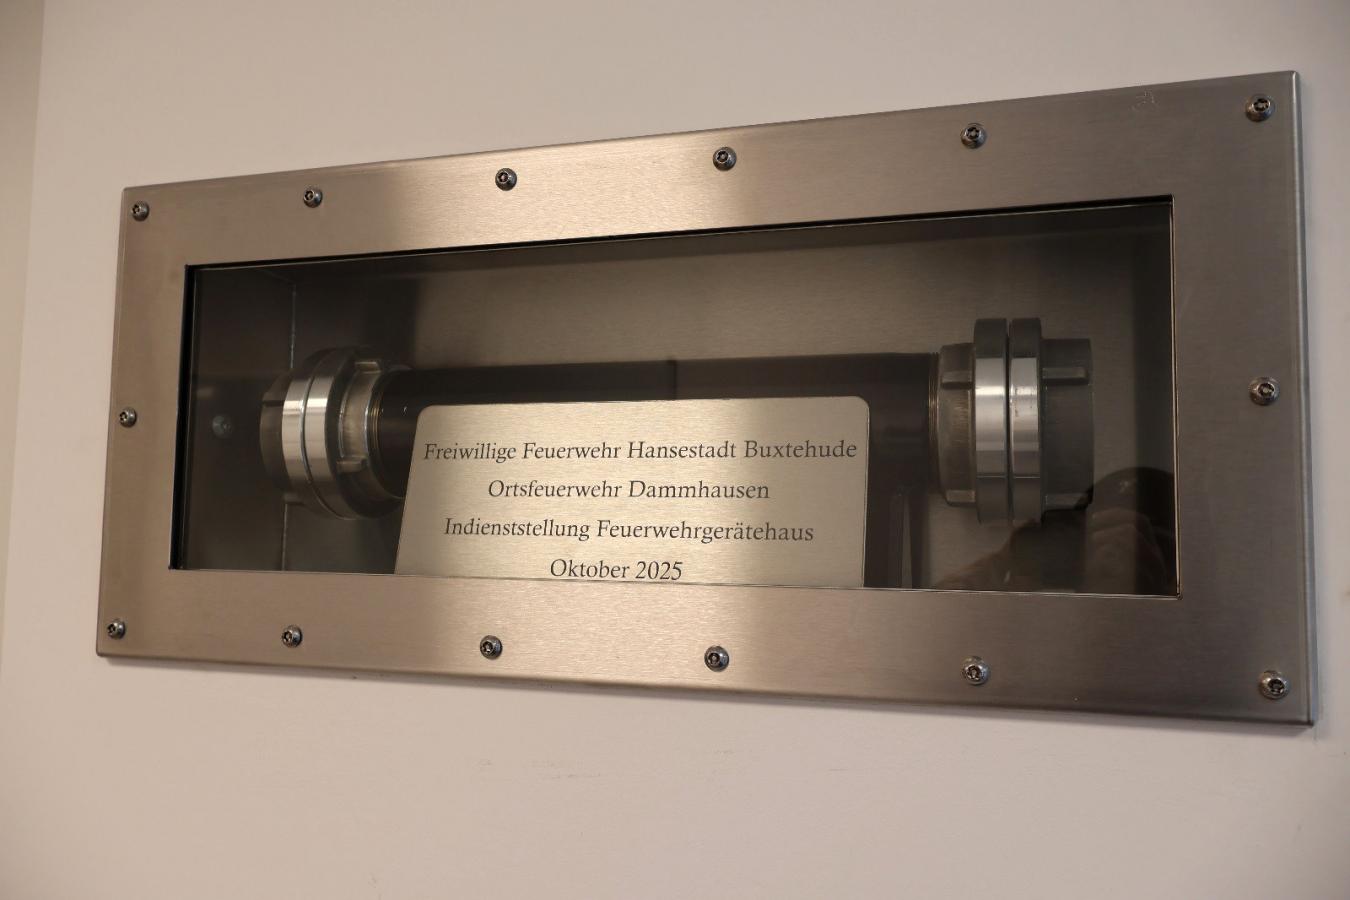 Freiwillige Feuerwehr Hansestadt Buxtehude
Ortsfeuerwehr Dammhausen
Indienststellung Feuerwehrgerätehaus
Oktober 2025